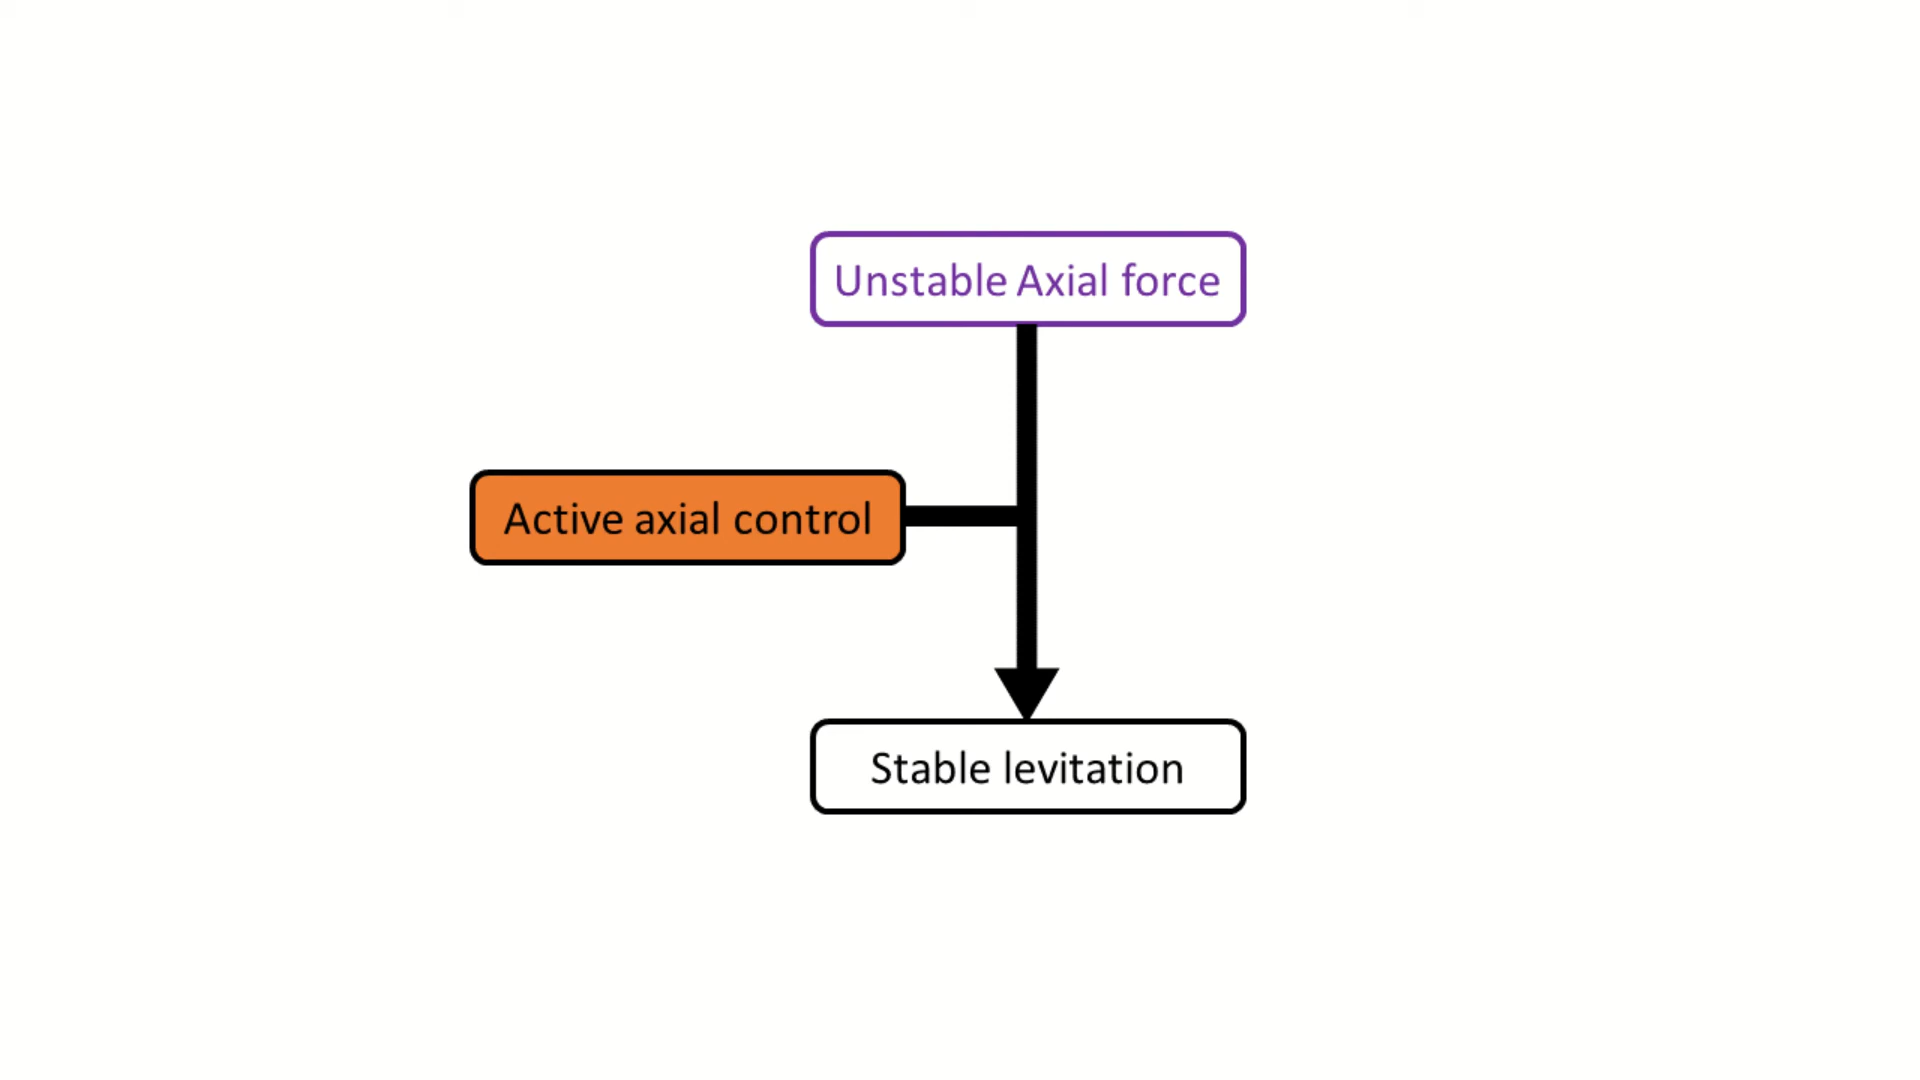 Unstable Axial force
Active axial control
Stable levitation